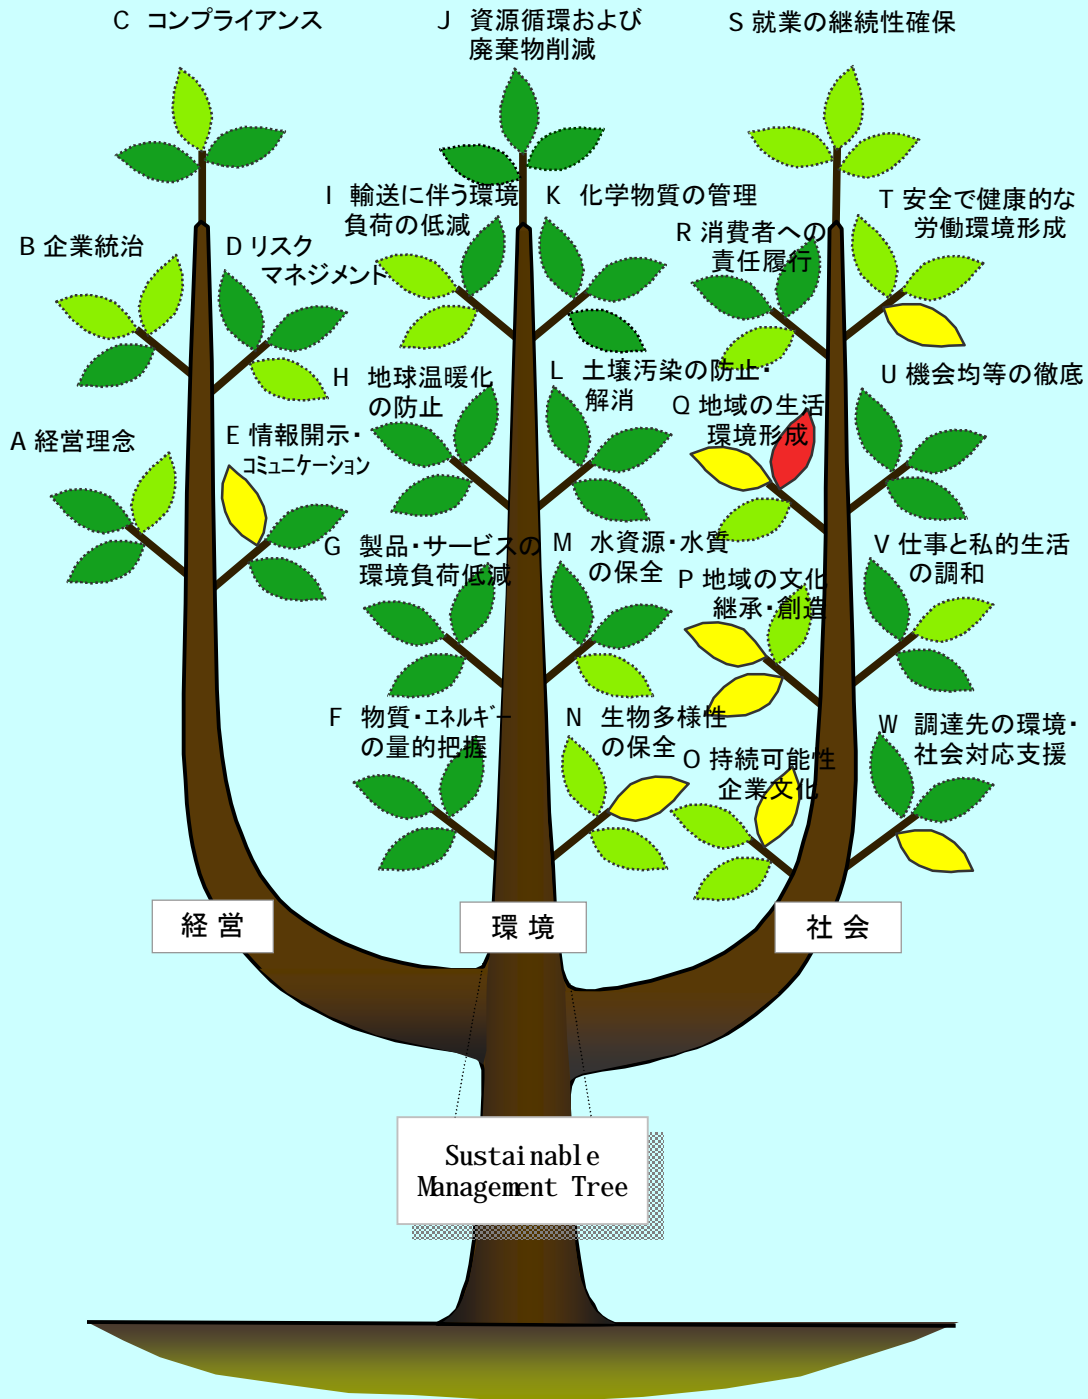 C コンプライアンス
J 資源循環および
廃棄物削減
S 就業の継続性確保
I 輸送に伴う環境
負荷の低減
K 化学物質の管理
T 安全で健康的な
労働環境形成
B 企業統治
D リスク
マネジメント
R 消費者への
責任履行
H 地球温暖化
の防止
L 土壌汚染の防止・
解消
Q 地域の生活
環境形成
U 機会均等の徹底
A 経営理念
E 情報開示・
コミュニケーション
G 製品・サービスの
環境負荷低減
M 水資源・水質
の保全
P 地域の文化
継承・創造
V 仕事と私的生活
の調和
F 物質・エネルギー
の量的把握
N 生物多様性
の保全
O 持続可能性
企業文化
W 調達先の環境・
社会対応支援
経営
環境
社会
Sustainable
Management Tree